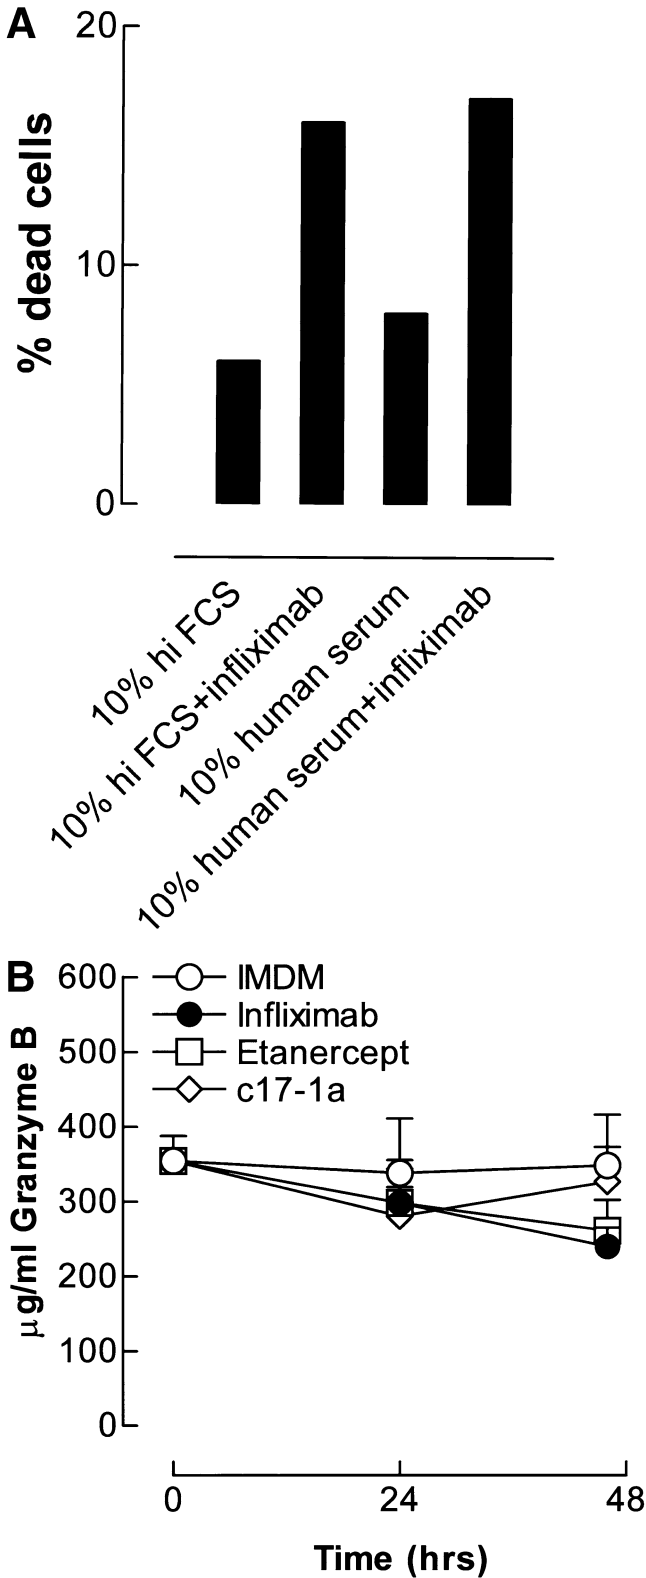 A
20
10
0
% dead cells
10% hi FCS
10% hi FCS+infliximab
10% human serum
10% human serum+infliximab
B
600
500
400
300
200
100
0
μg/ml Granzyme B
IMDM
Infliximab
Etanercept
c17-1a
0 24 48
Time (hrs)